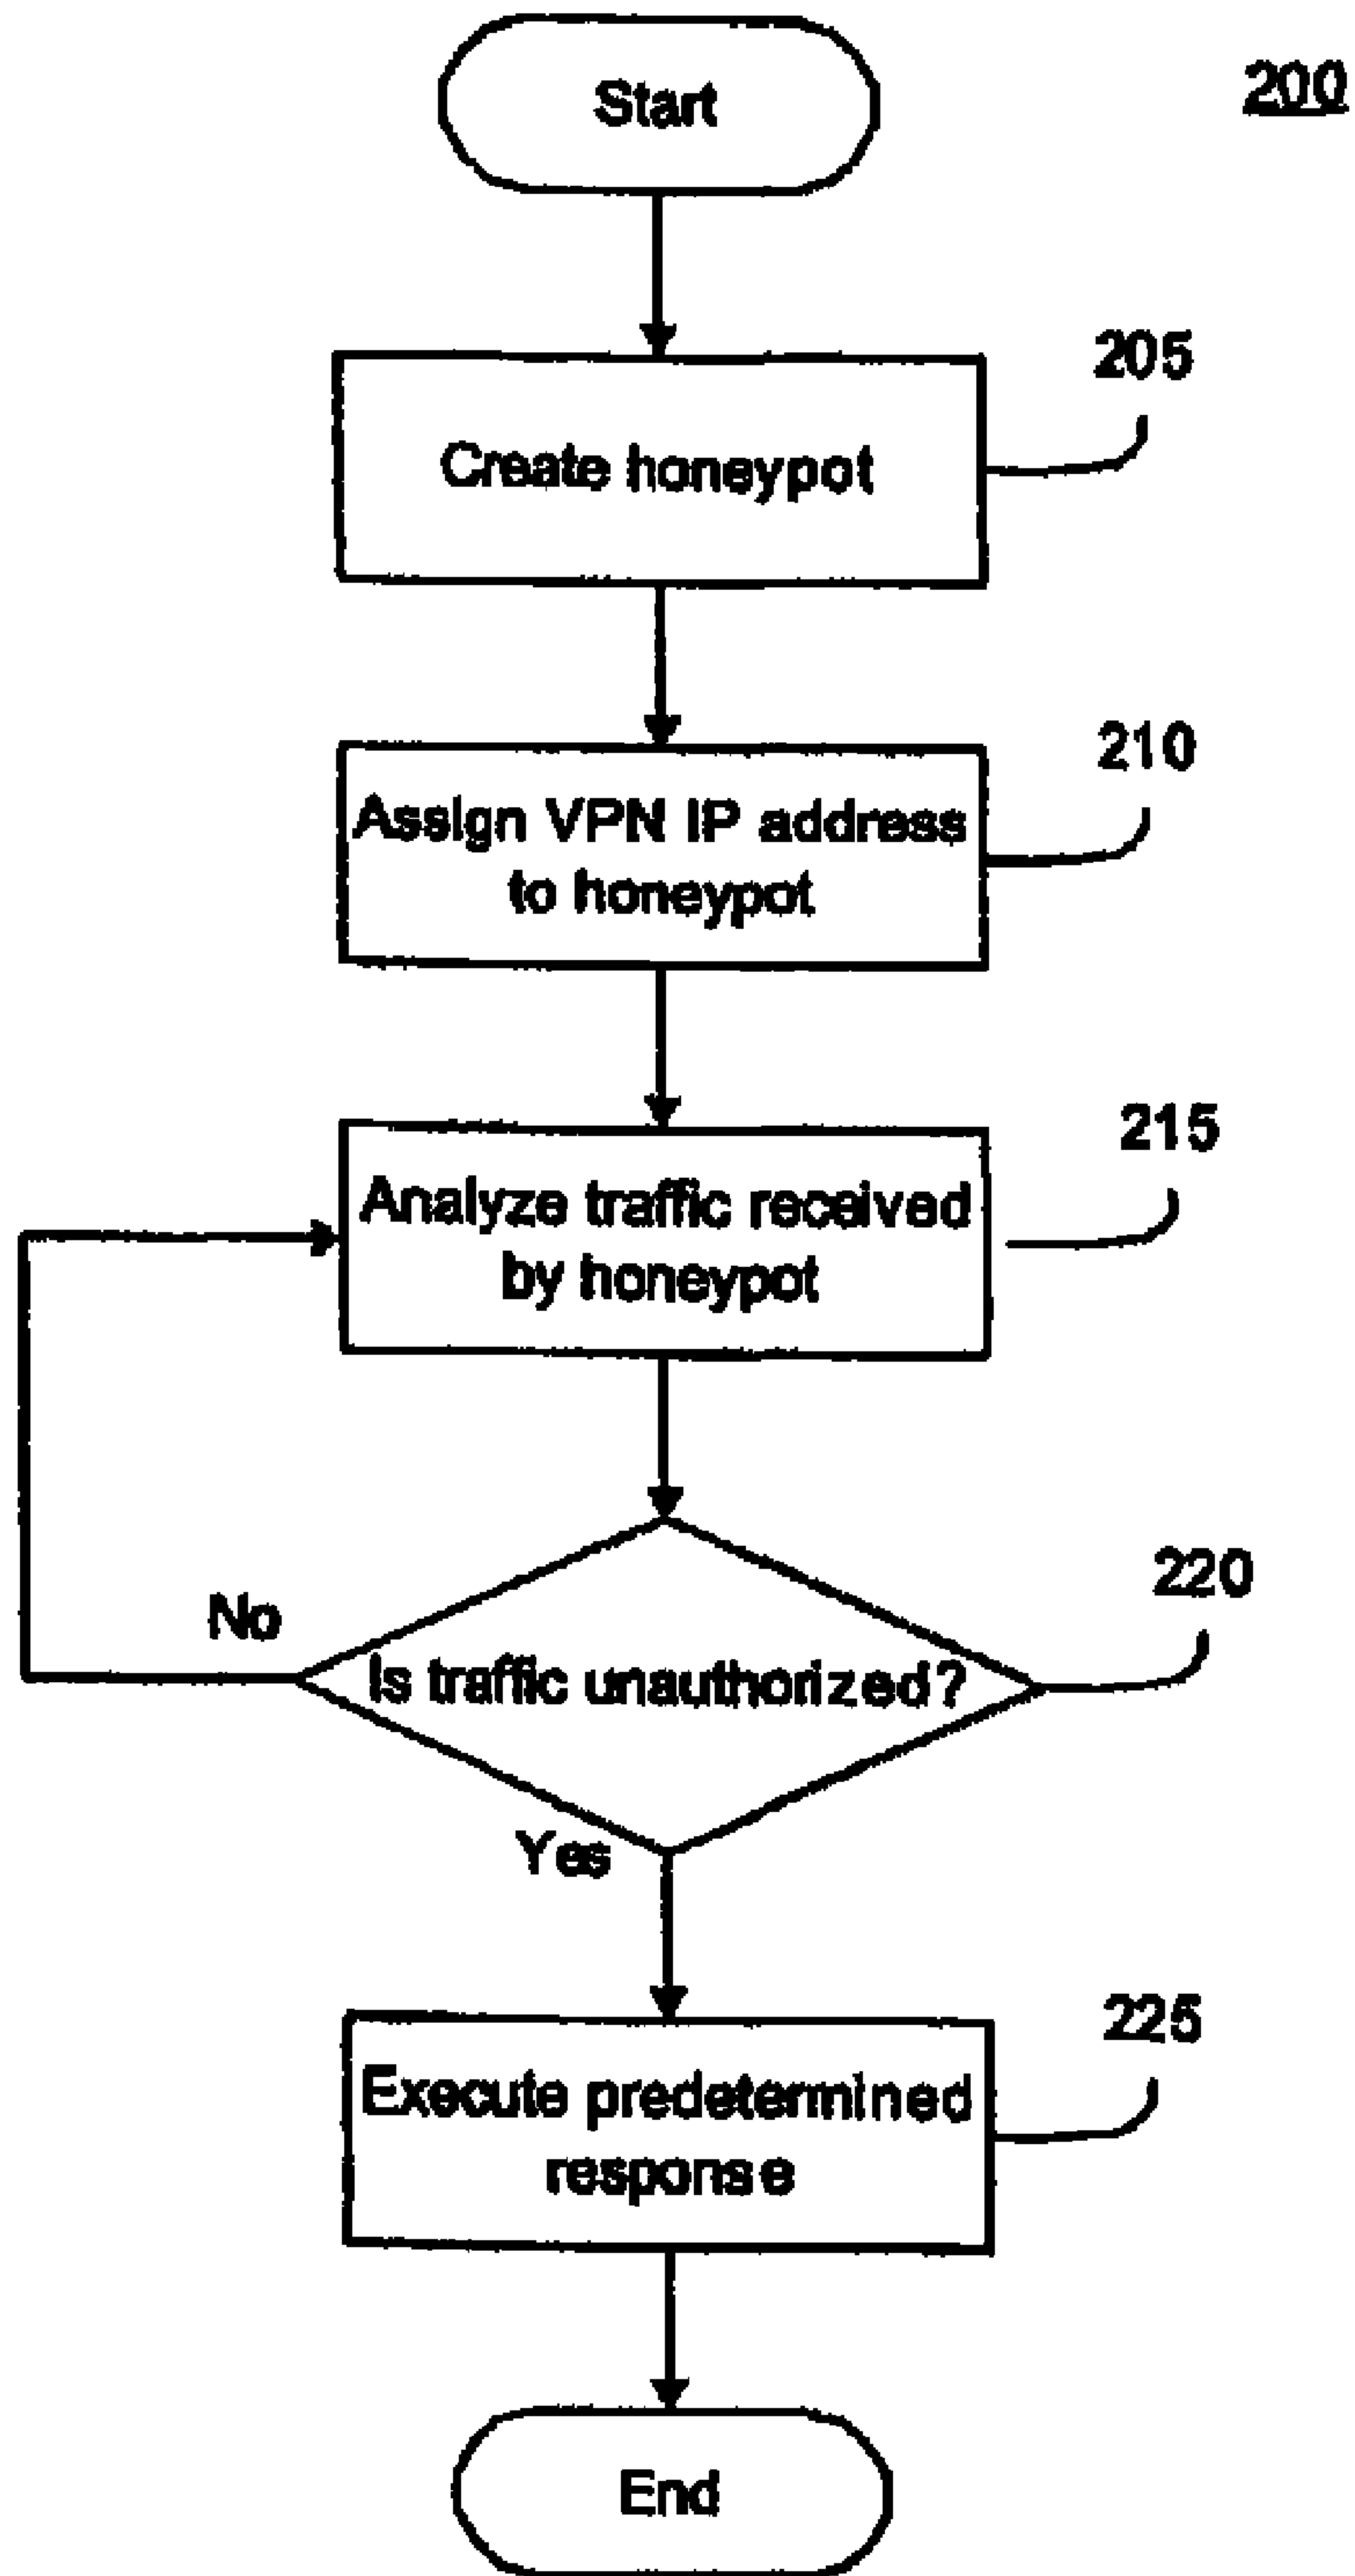 Start
200
205
Create honeypot
210
Assign VPN IP address
to honeypot
215
Analyze traffic received
by honeypot
220
No
Is traffic unauthorized?
Yes
225
Execute predetermined
response
End